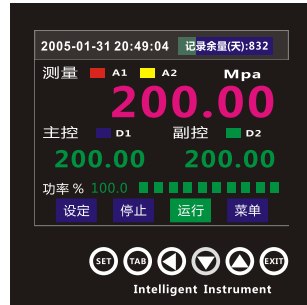 2005-01-31 20:49:04 记录余量(天):832
测量 A1 A2 Mpa
200.00
主控 D1 副控 D2
200.00 200.00
功率% 100.0
设定 停止 运行 菜单
SET TAB EXIT
Intelligent Instrument